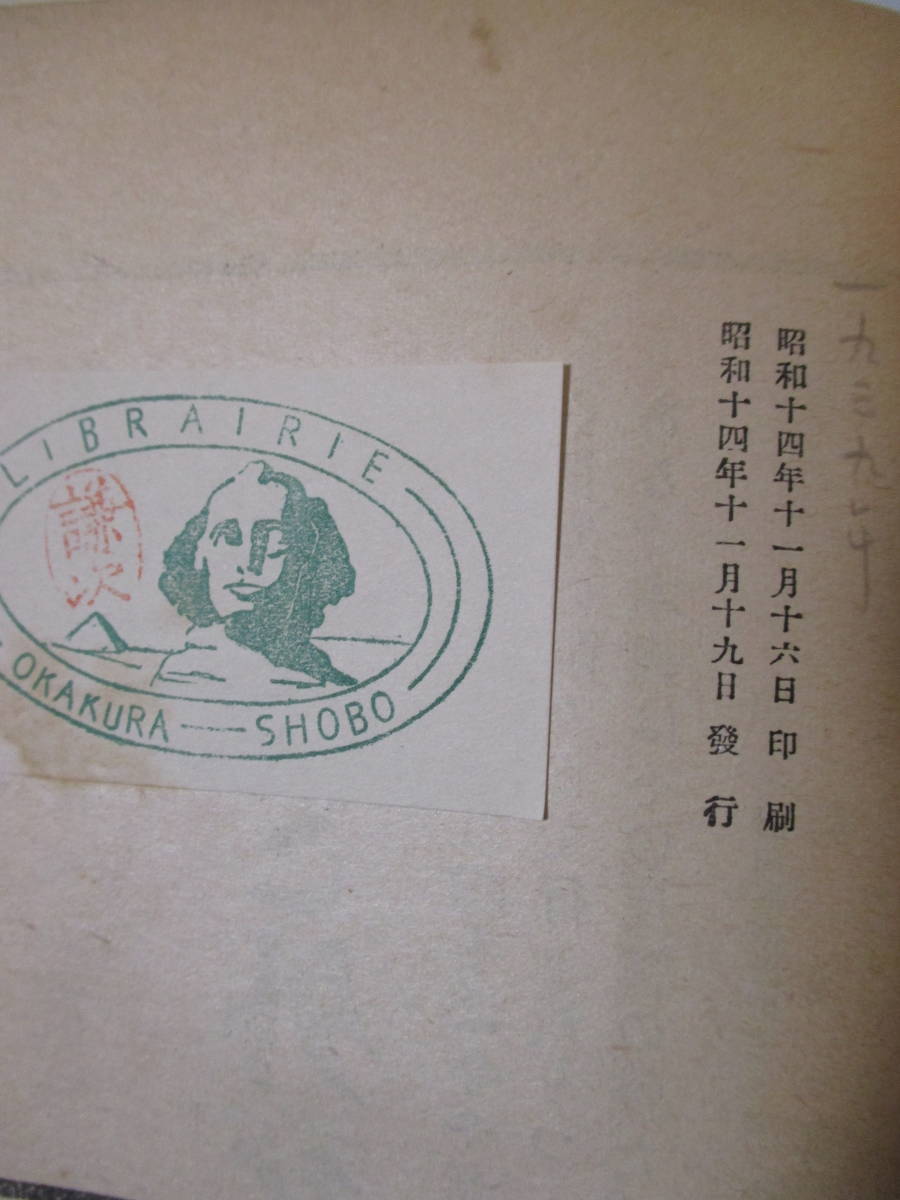 一九三九年
昭和十四年十一月十六日印刷
昭和十四年十一月十九日發行
LIBRAIRIE
謙次
OKAKURA — SHOBO